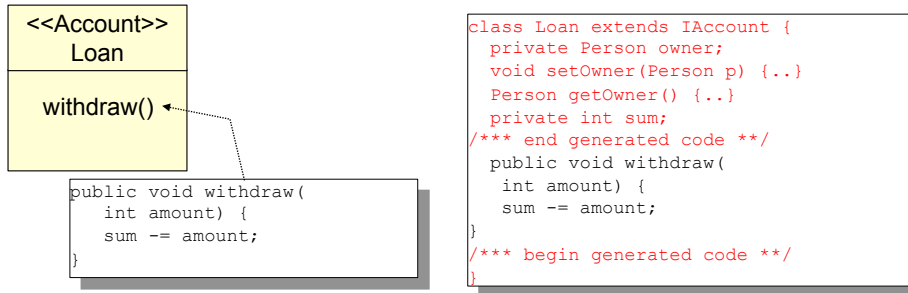 <<Account>>
Loan
withdraw()
public void withdraw(
int amount) {
sum -= amount;
}
class Loan extends IAccount {
private Person owner;
void setOwner(Person p) {..}
Person getOwner() {..}
private int sum;
/*** end generated code **/
public void withdraw(
int amount) {
sum -= amount;
}
/*** begin generated code **/
}